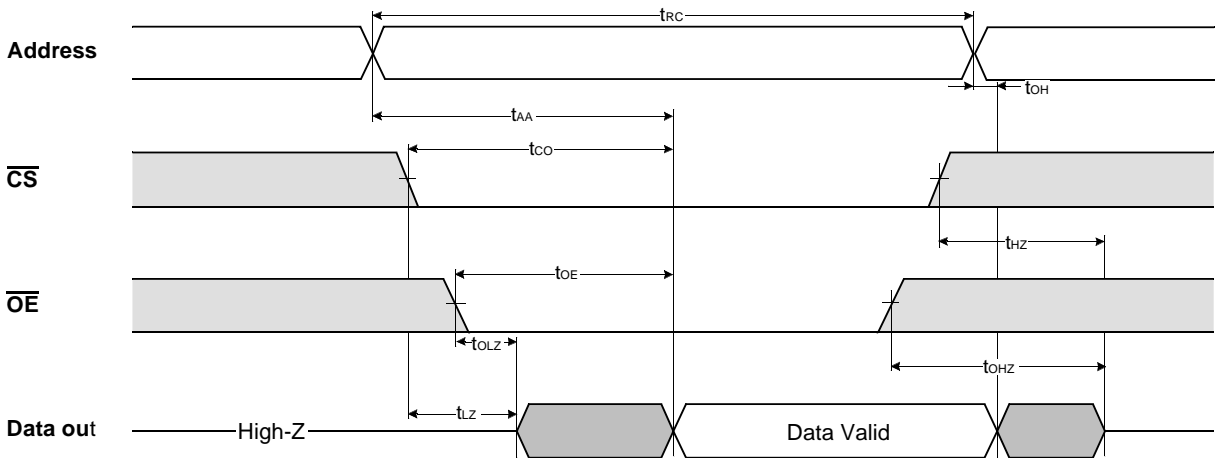 tRC
Address
tOH
tAA
tCO
CS
tHZ
tOE
OE
tOLZ
tOHZ
tLZ
Data out
High-Z
Data Valid